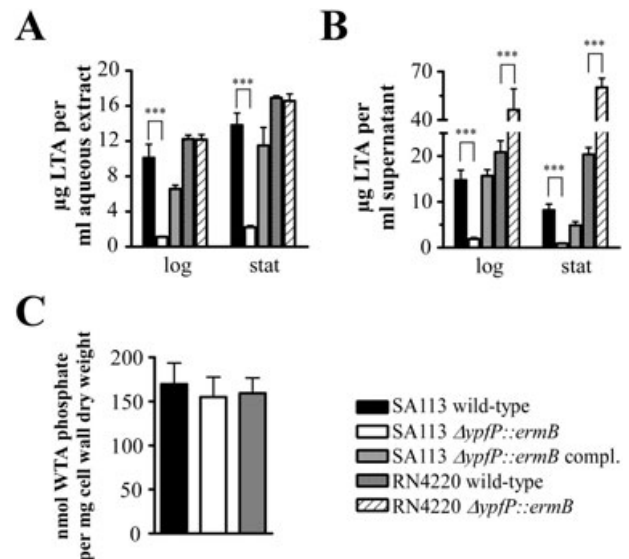 A
B
***
***
***
***
***
***
µg LTA per
ml aqueous extract
20
16
12
8
4
0
log
stat
µg LTA per
ml supernatant
70
40
20
10
0
log
stat
C
nmol WTA phosphate
per mg cell wall dry weight
200
150
100
50
0
SA113 wild-type
SA113 ΔypfP::ermB
SA113 ΔypfP::ermB compl.
RN4220 wild-type
RN4220 ΔypfP::ermB